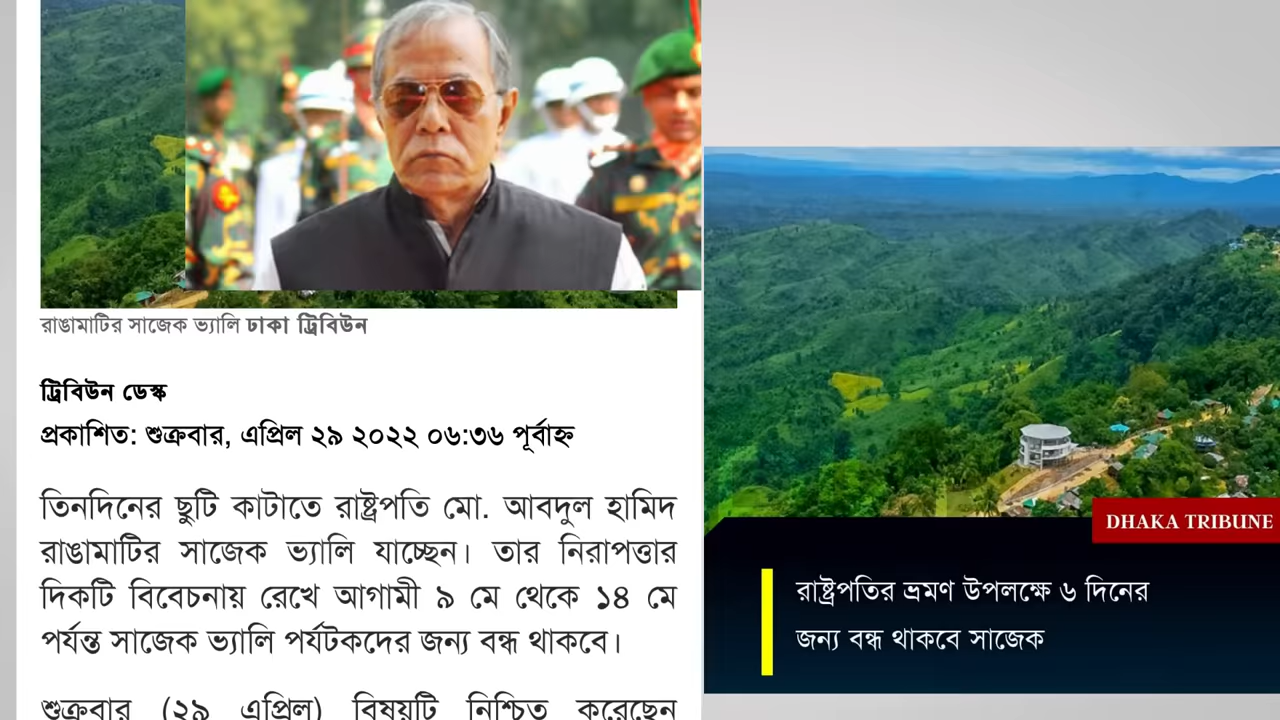 রাঙামাটির সাজেক ভ্যালি ঢাকা ট্রিবিউন
ট্রিবিউন ডেস্ক
প্রকাশিত: শুক্রবার, এপ্রিল ২৯ ২০২২ ০৬:৩৬ পূর্বাহ্ন
তিনদিনের ছুটি কাটাতে রাষ্ট্রপতি মো. আবদুল হামিদ
রাঙামাটির সাজেক ভ্যালি যাচ্ছেন। তার নিরাপত্তার
দিকটি বিবেচনায় রেখে আগামী ৯ মে থেকে ১৪ মে
পর্যন্ত সাজেক ভ্যালি পর্যটকদের জন্য বন্ধ থাকবে।
শুক্রবার (২৯ এপ্রিল) বিষয়টি নিশ্চিত করেছেন
DHAKA TRIBUNE
রাষ্ট্রপতির ভ্রমণ উপলক্ষে ৬ দিনের
জন্য বন্ধ থাকবে সাজেক